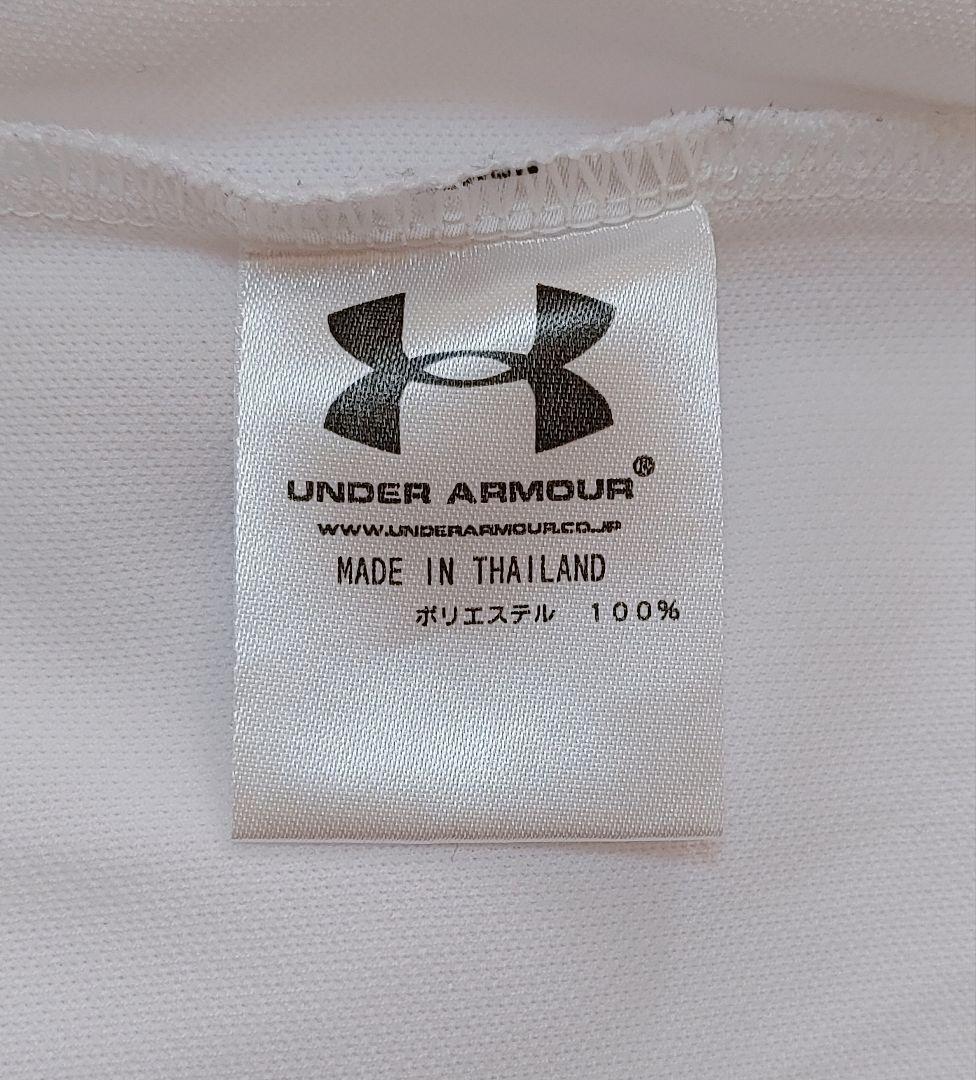 UNDER ARMOUR®
WWW.UNDERARMOUR.CO.JP
MADE IN THAILAND
ポリエステル　１００％